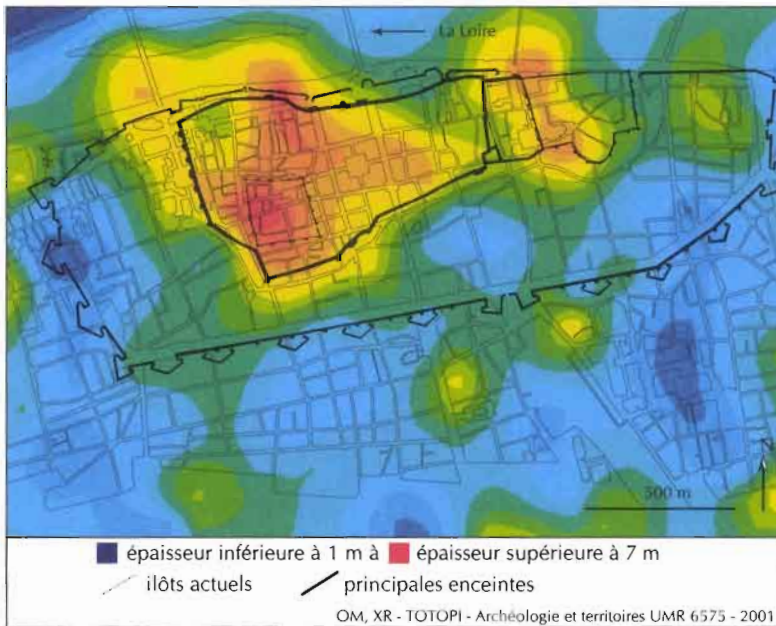 ← La Loire
500 m
épaisseur inférieure à 1 m à épaisseur supérieure à 7 m
ilôts actuels principales enceintes
OM, XR - TOTOPI - Archéologie et territoires UMR 6575 - 2001